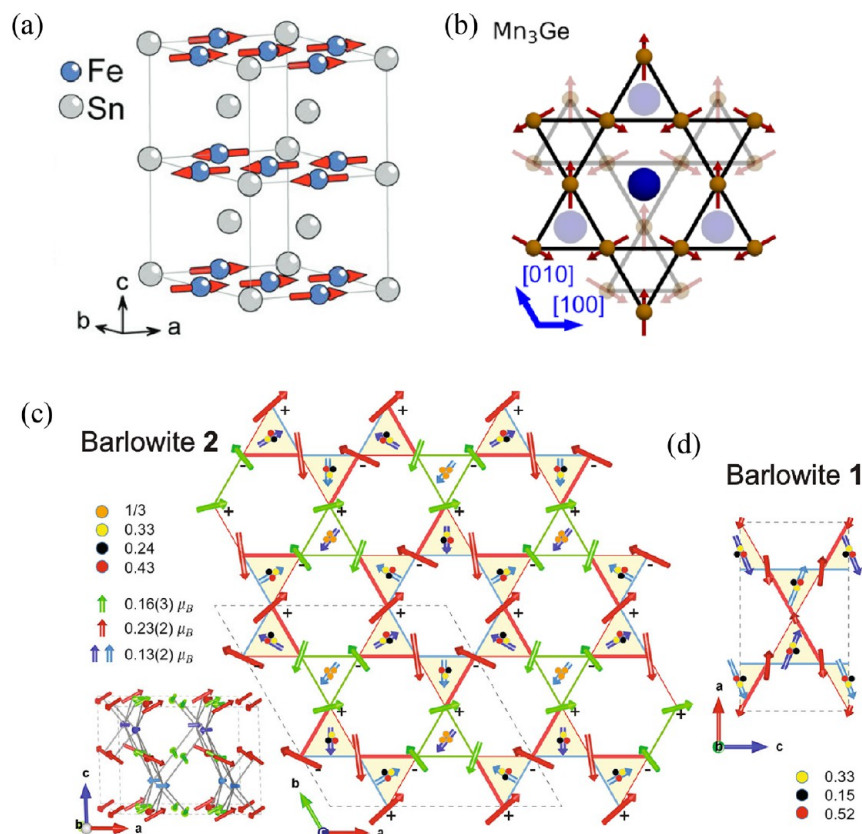 (a)
Fe
Sn
c
b
a
(b)
Mn₃Ge
[010]
[100]
(c)
Barlowite 2
1/3
0.33
0.24
0.43
0.16(3) μB
0.23(2) μB
0.13(2) μB
+ + +
- - - -
+ + +
- - - -
+ + +
- - - -
+ + +
- - - -
+
c
b
a
b
a
(d)
Barlowite 1
a
b
c
0.33
0.15
0.52